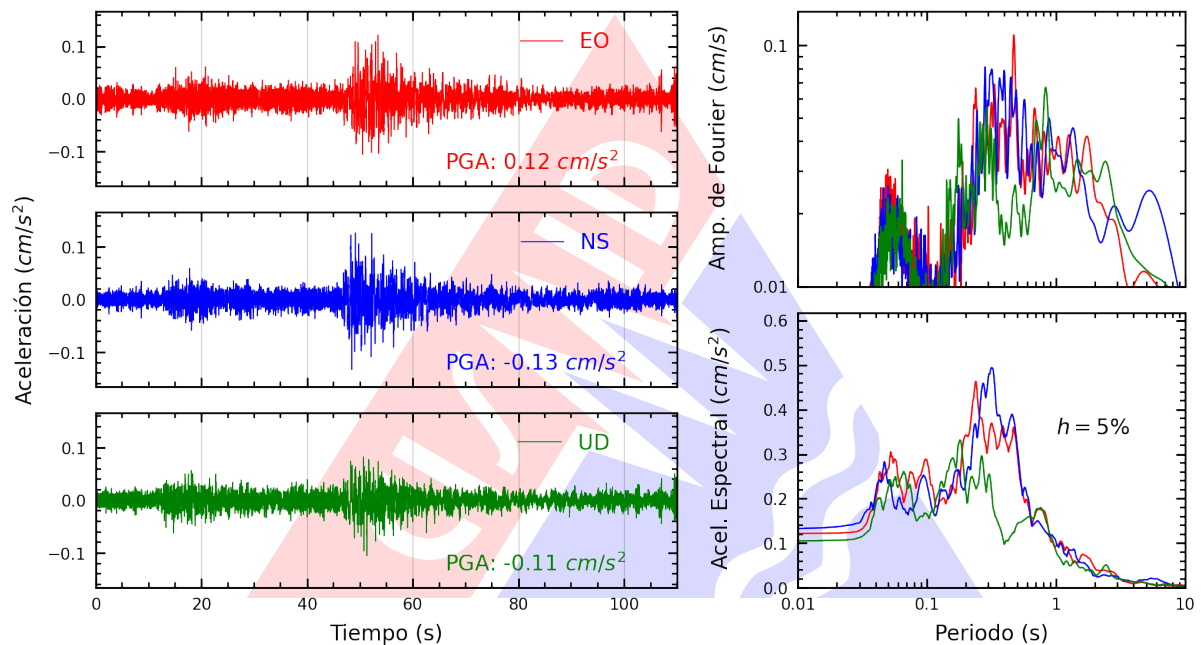 EO
0.1
0.0
−0.1
PGA: 0.12 cm/s²
NS
0.1
0.0
−0.1
PGA: -0.13 cm/s²
UD
0.1
0.0
−0.1
PGA: -0.11 cm/s²
Aceleración (cm/s²)
0 20 40 60 80 100
Tiempo (s)
Amp. de Fourier (cm/s)
0.1
0.01
Acel. Espectral (cm/s²)
0.6
0.5
0.4
0.3
0.2
0.1
0.0
h = 5%
0.01 0.1 1 10
Periodo (s)